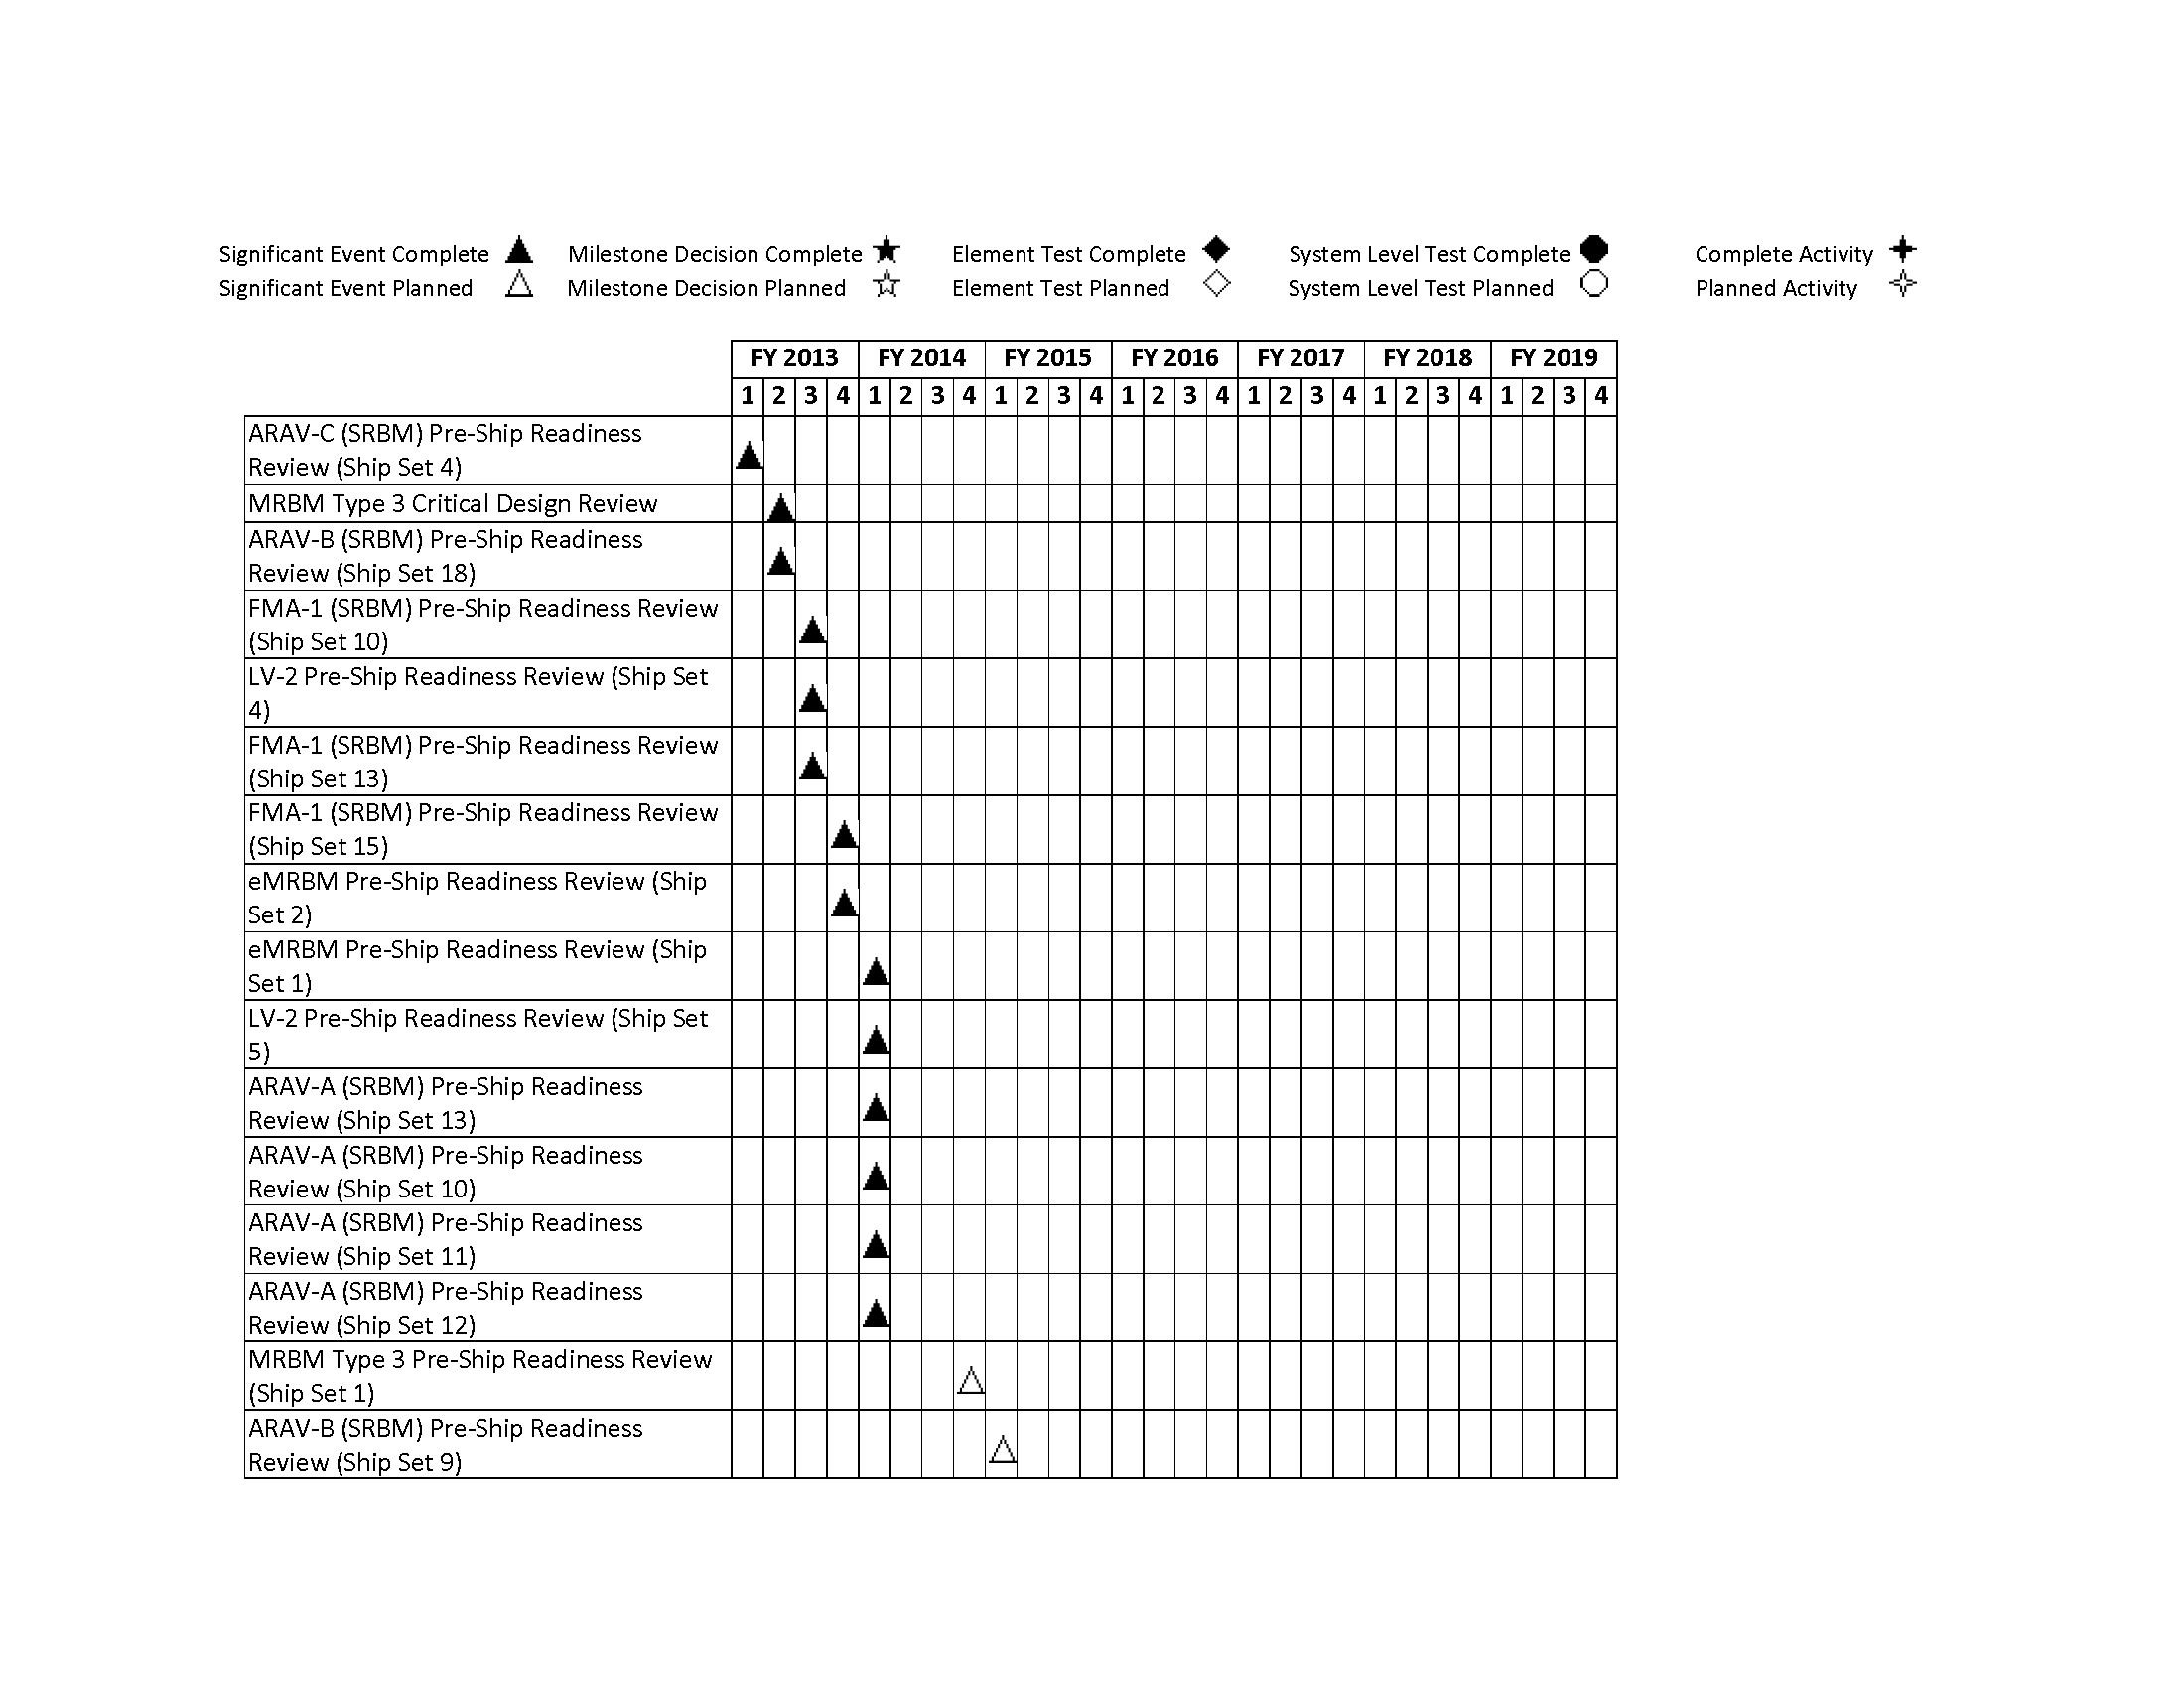 Significant Event Complete Milestone Decision Complete Element Test Complete System Level Test Complete Complete Activity
Significant Event Planned Milestone Decision Planned Element Test Planned System Level Test Planned Planned Activity
FY 2013 FY 2014 FY 2015 FY 2016 FY 2017 FY 2018 FY 2019
1 2 3 4 1 2 3 4 1 2 3 4 1 2 3 4 1 2 3 4 1 2 3 4 1 2 3 4
ARAV-C (SRBM) Pre-Ship Readiness
Review (Ship Set 4)
MRBM Type 3 Critical Design Review
ARAV-B (SRBM) Pre-Ship Readiness
Review (Ship Set 18)
FMA-1 (SRBM) Pre-Ship Readiness Review
(Ship Set 10)
LV-2 Pre-Ship Readiness Review (Ship Set
4)
FMA-1 (SRBM) Pre-Ship Readiness Review
(Ship Set 13)
FMA-1 (SRBM) Pre-Ship Readiness Review
(Ship Set 15)
eMRBM Pre-Ship Readiness Review (Ship
Set 2)
eMRBM Pre-Ship Readiness Review (Ship
Set 1)
LV-2 Pre-Ship Readiness Review (Ship Set
5)
ARAV-A (SRBM) Pre-Ship Readiness
Review (Ship Set 13)
ARAV-A (SRBM) Pre-Ship Readiness
Review (Ship Set 10)
ARAV-A (SRBM) Pre-Ship Readiness
Review (Ship Set 11)
ARAV-A (SRBM) Pre-Ship Readiness
Review (Ship Set 12)
MRBM Type 3 Pre-Ship Readiness Review
(Ship Set 1)
ARAV-B (SRBM) Pre-Ship Readiness
Review (Ship Set 9)